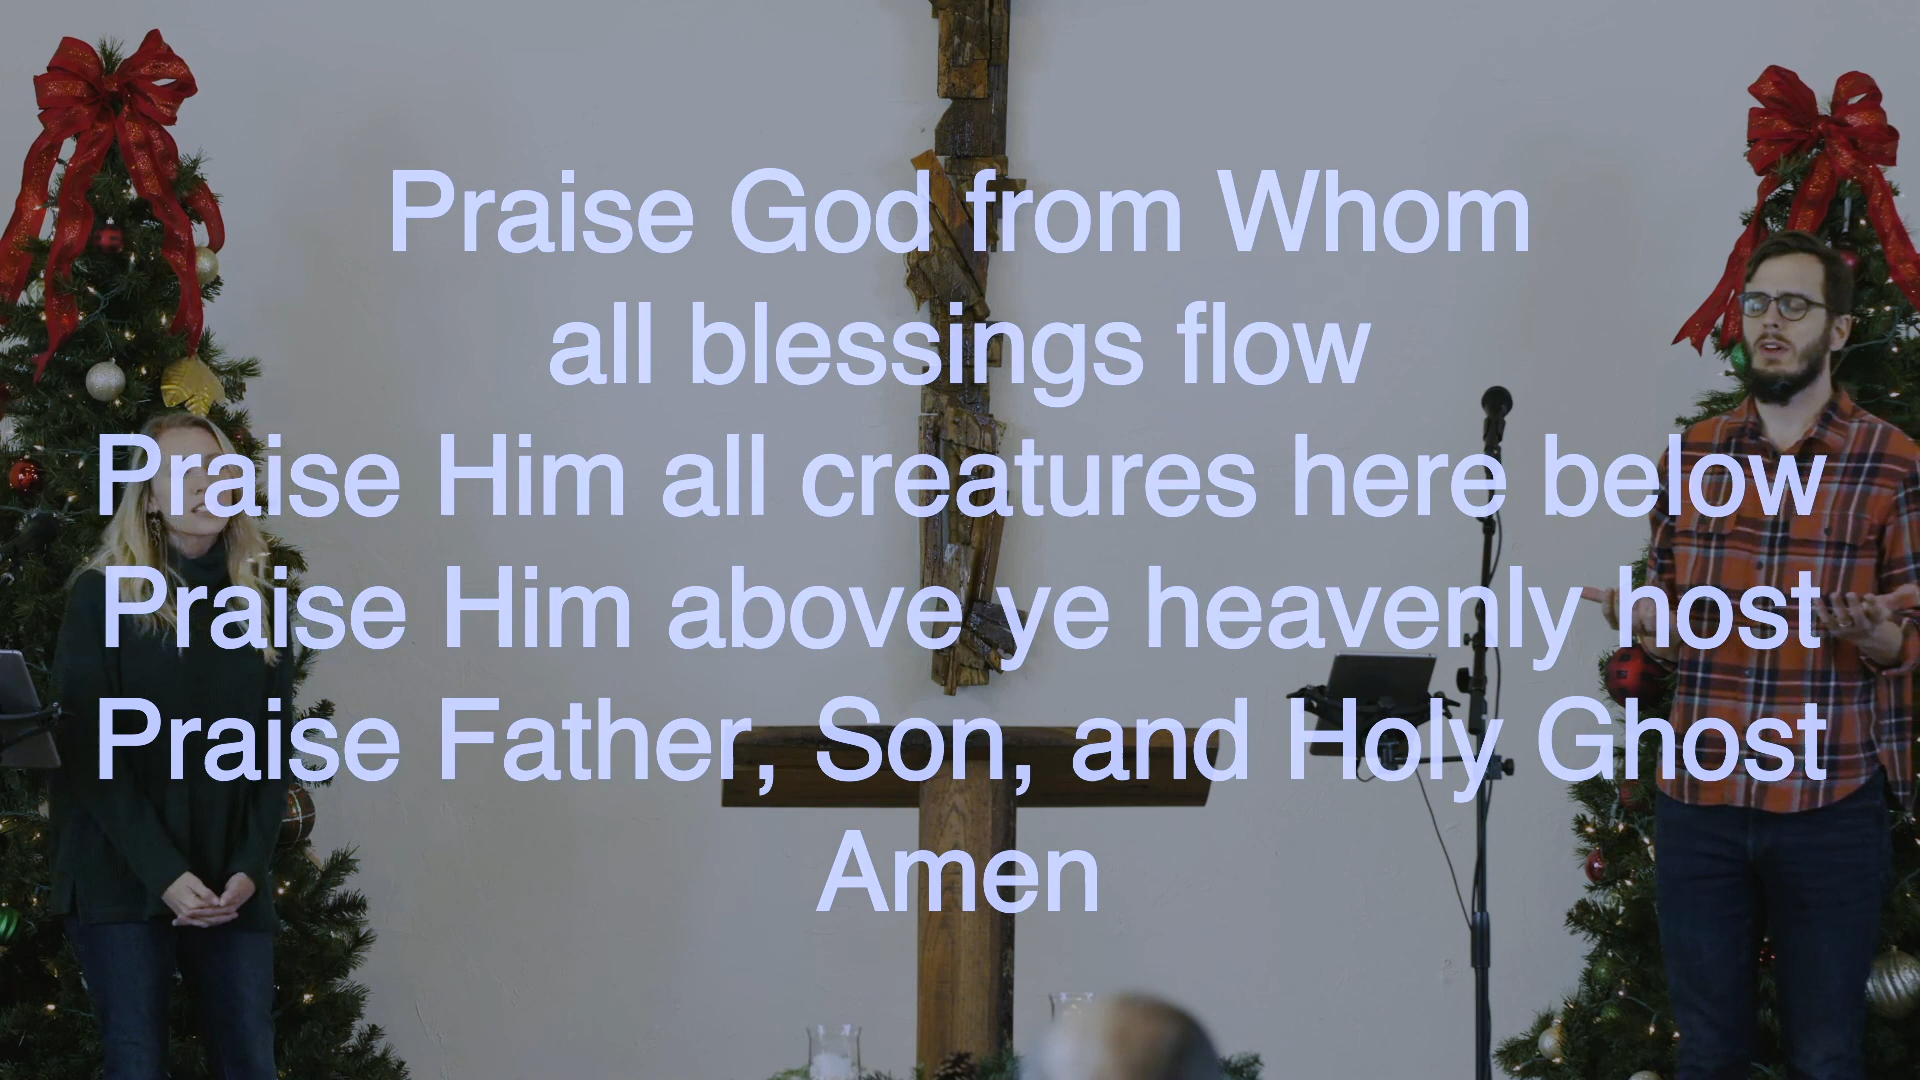 Praise God from Whom
all blessings flow
Praise Him all creatures here below
Praise Him above ye heavenly host
Praise Father, Son, and Holy Ghost
Amen